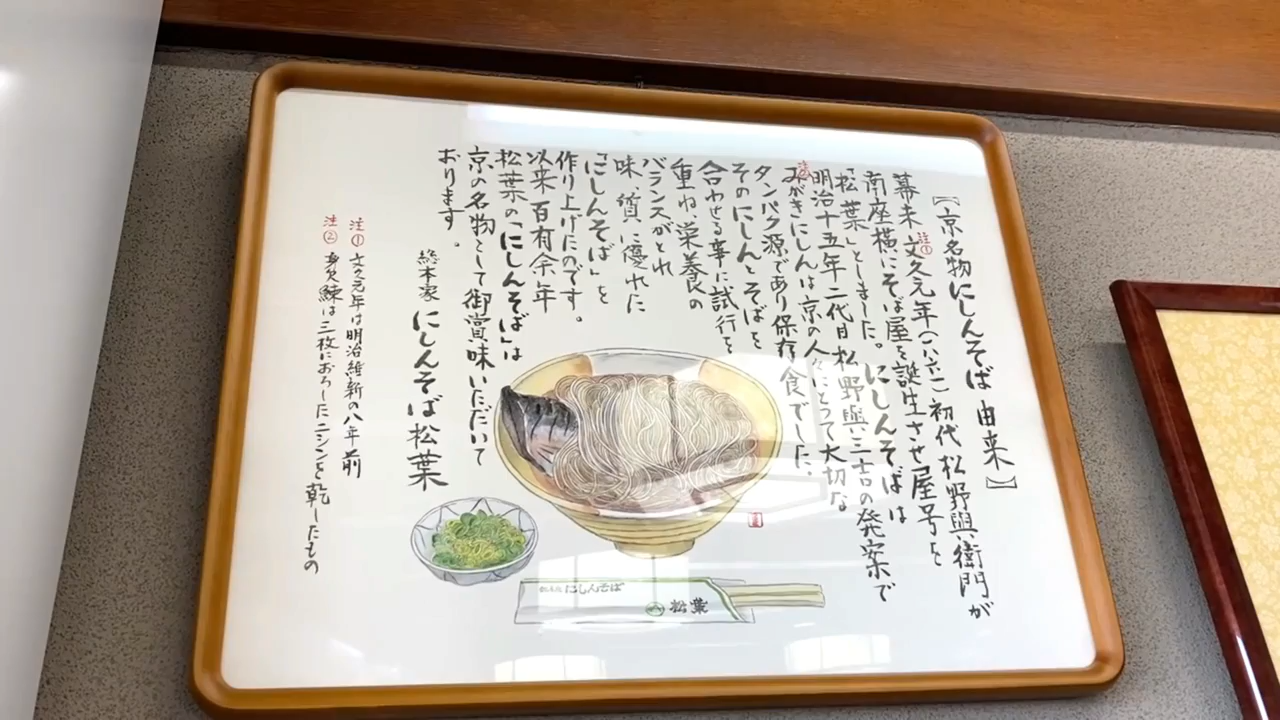 【京名物にしんそば 由来】
幕末 文久元年(一八六一)初代 松野與衛門が
注①
南座横にそば屋を誕生させ屋号を
「松葉」としました。にしんそばは
明治十五年二代目松野與三吉の発案で
みがきにしんは京の人々にとって大切な
注②
タンパク源であり保存食でした。
そのにしんとそばを
合わせる事に試行を
重ね、栄養の
バランスがとれ
味、質、に優れた
「にしんそば」を
作り上げたのです。
以来百有余年
松葉の「にしんそば」は
京の名物として御賞味いただいて
おります。
総本家 にしんそば松葉
注① 文久元年は明治維新の八年前
注② 身欠鰊は三枚におろしたニシンを乾したもの
総本家 にしんそば
松葉